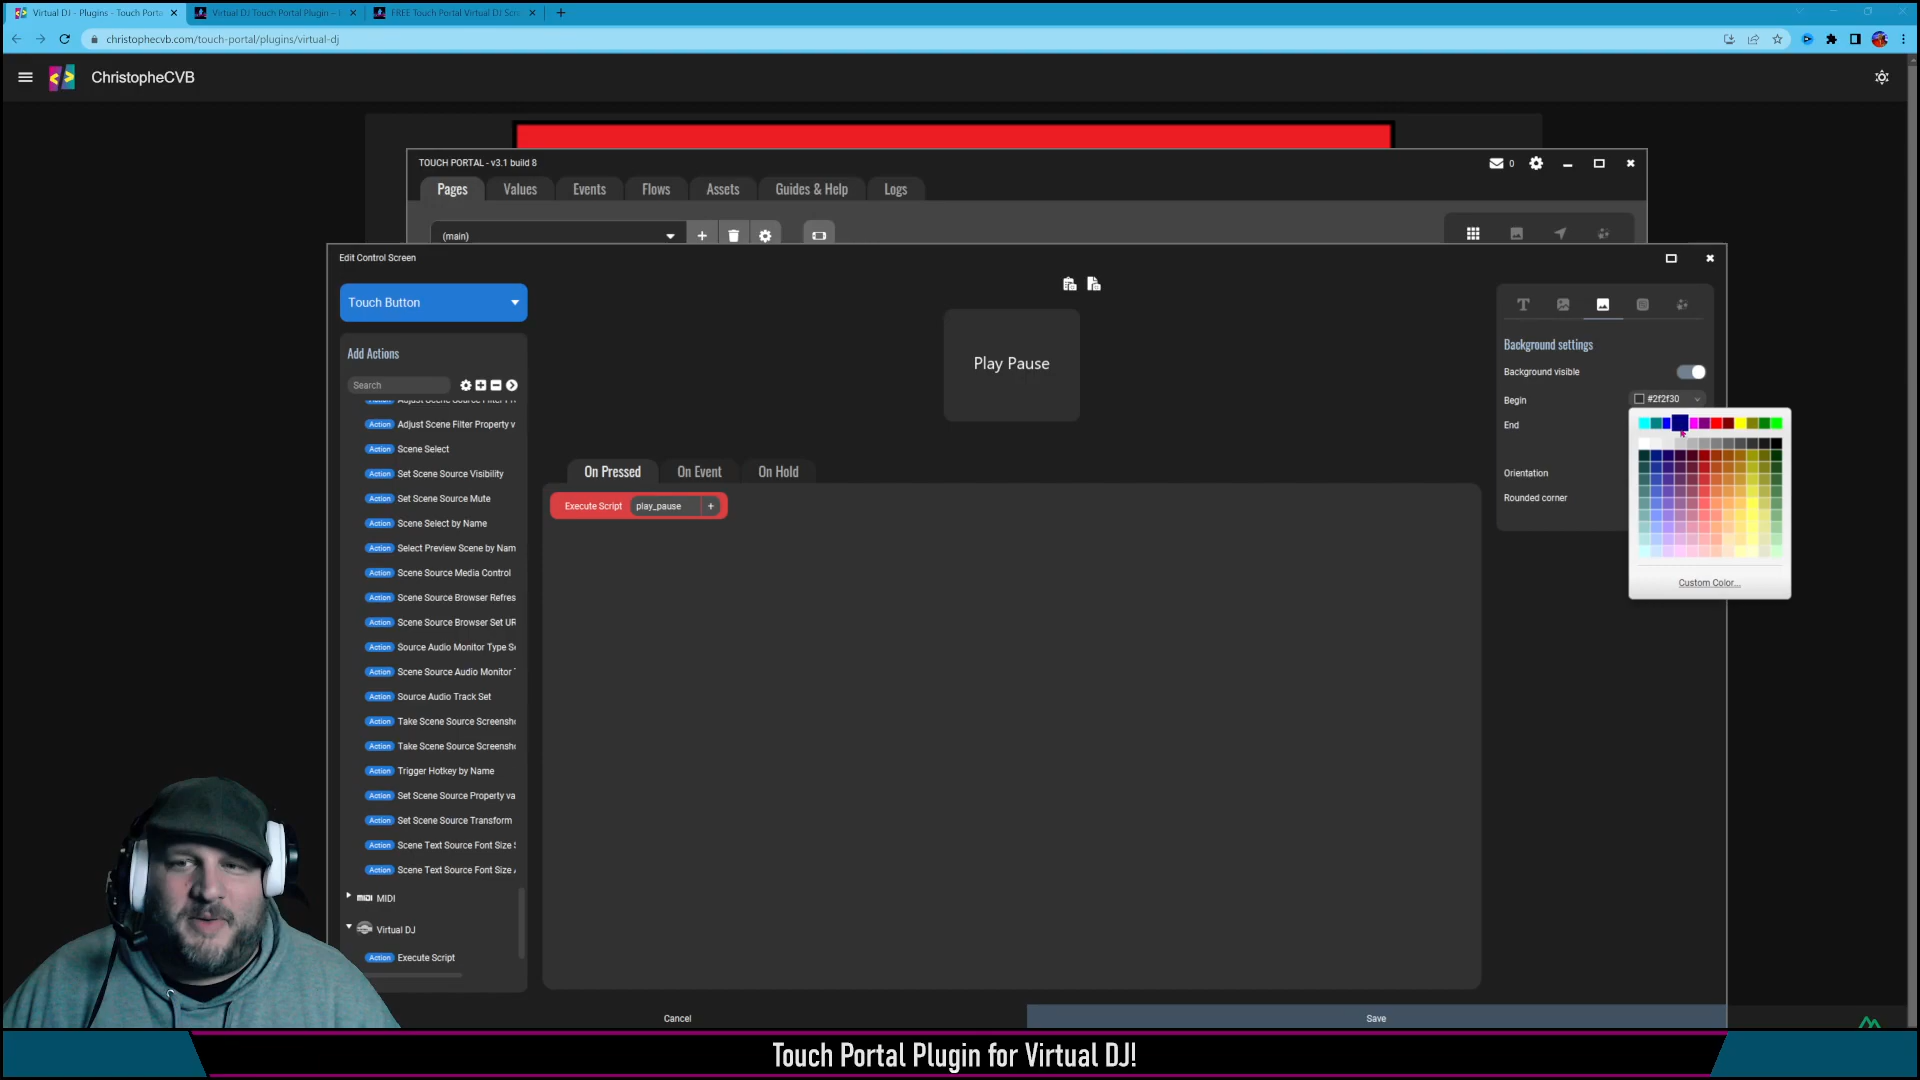 Virtual DJ - Plugins - Touch Porta
Virtual DJ Touch Portal Plugin –
FREE Touch Portal Virtual DJ Scr
christophecvb.com/touch-portal/plugins/virtual-dj
ChristopheCVB
TOUCH PORTAL - v3.1 build 8
0
Pages
Values
Events
Flows
Assets
Guides & Help
Logs
(main)
Edit Control Screen
Touch Button
Add Actions
Search
Action Adjust Scene Filter Property v
Action Scene Select
Action Set Scene Source Visibility
Action Set Scene Source Mute
Action Scene Select by Name
Action Select Preview Scene by Nam
Action Scene Source Media Control
Action Scene Source Browser Refres
Action Scene Source Browser Set UR
Action Source Audio Monitor Type S
Action Scene Source Audio Monitor
Action Source Audio Track Set
Action Take Scene Source Screensh
Action Take Scene Source Screensh
Action Trigger Hotkey by Name
Action Set Scene Source Property va
Action Set Scene Source Transform
Action Scene Text Source Font Size
Action Scene Text Source Font Size
MIDI
Virtual DJ
Action Execute Script
Play Pause
On Pressed
On Event
On Hold
Execute Script play_pause +
T
Background settings
Background visible
Begin
#2f2f30
End
Orientation
Rounded corner
Custom Color...
Cancel
Save
Touch Portal Plugin for Virtual DJ!